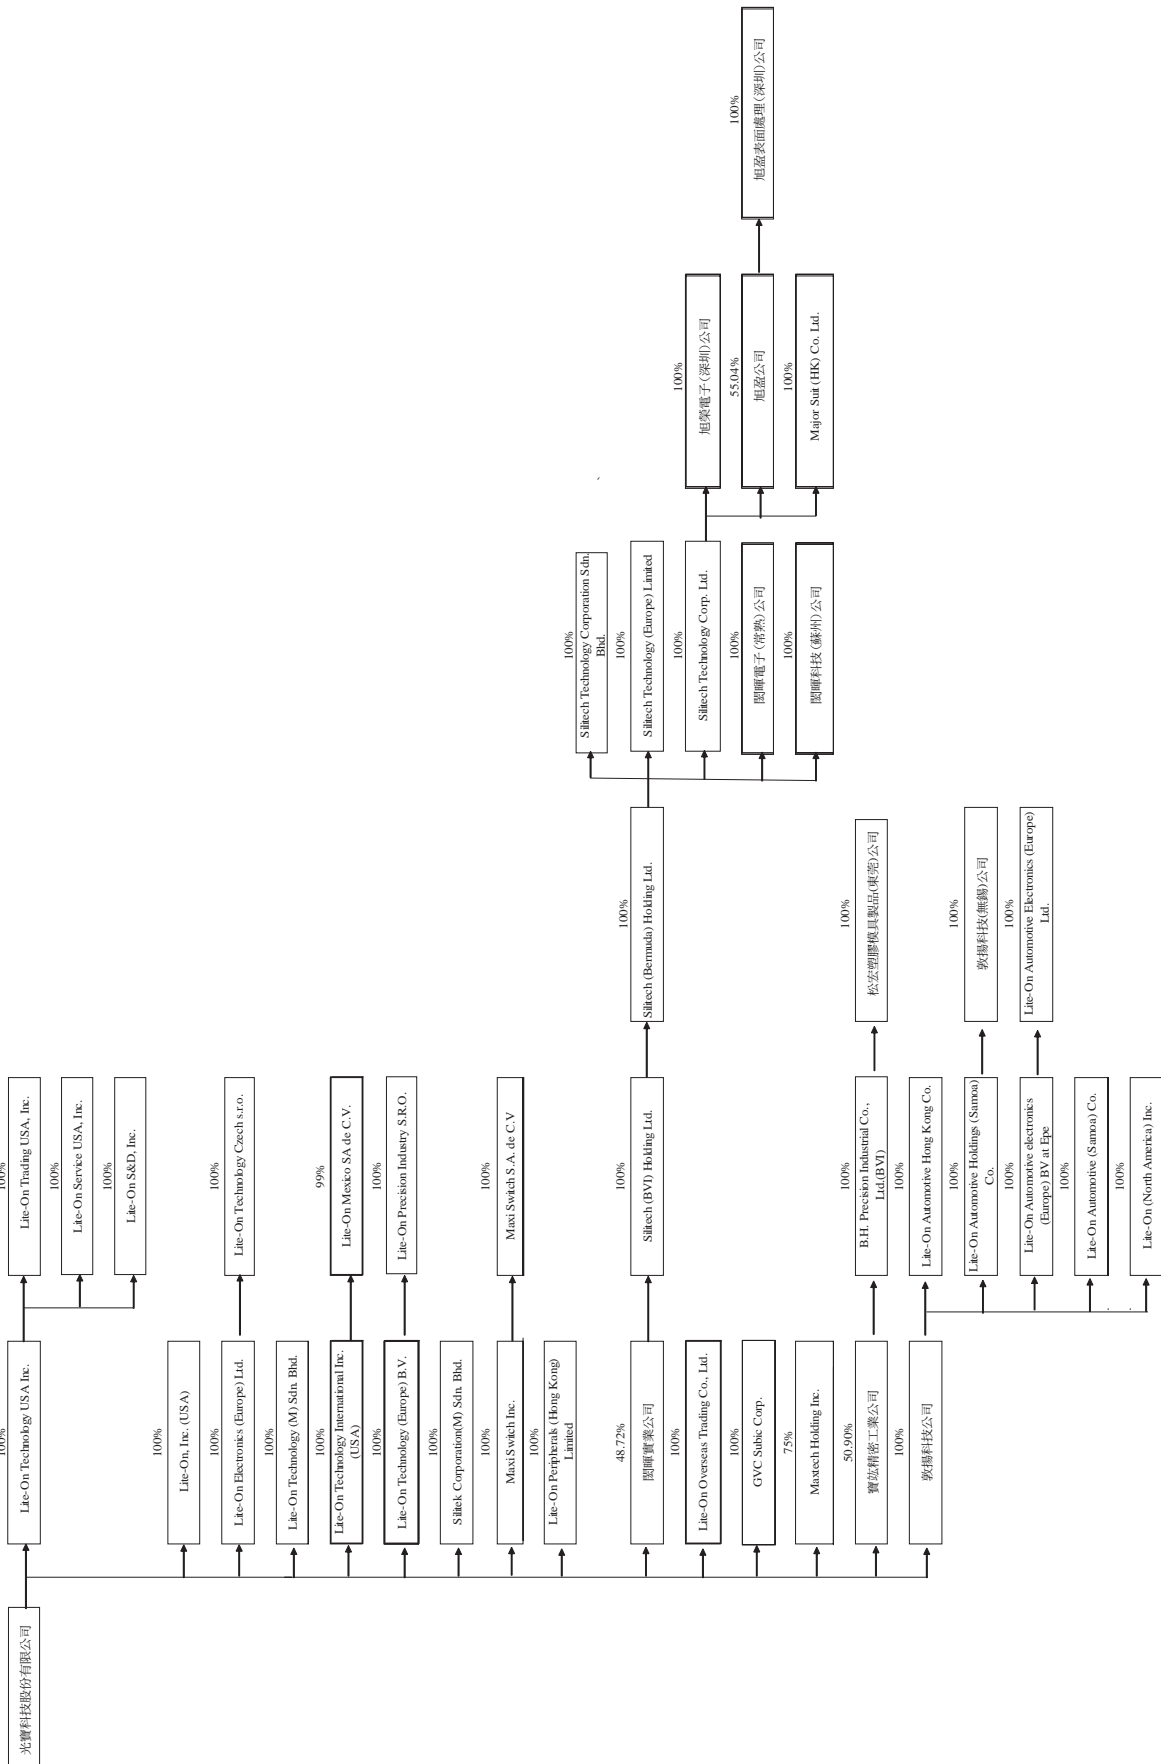 光寶科技股份有限公司
100%
Lite-On Technology USA Inc.
100%
Lite-On Trading USA, Inc.
100%
Lite-On Service USA, Inc.
100%
Lite-On S&D, Inc.
100%
Lite-On, Inc. (USA)
100%
Lite-On Electronics (Europe) Ltd.
100%
Lite-On Technology Czech s.r.o.
100%
Lite-On Technology (M) Sdn. Bhd.
100%
Lite-On Technology International Inc.
(USA)
99%
Lite-On Mexico SA de C.V.
100%
Lite-On Technology (Europe) B.V.
100%
Lite-On Precision Industry S.R.O.
100%
Silitek Corporation(M) Sdn. Bhd.
100%
Maxi Switch Inc.
100%
Maxi Switch S.A. de C.V
100%
Lite-On Peripherals (Hong Kong)
Limited
48.72%
閎暉實業公司
100%
Silitech (BVI) Holding Ltd.
100%
Silitech (Bermuda) Holding Ltd.
100%
Silitech Technology Corporation Sdn.
Bhd.
100%
Silitech Technology (Europe) Limited
100%
Silitech Technology Corp. Ltd.
100%
旭榮電子(深圳)公司
55.04%
旭盈公司
100%
旭盈表面處理(深圳)公司
100%
Major Suit (HK) Co. Ltd.
100%
閎暉電子(常熟)公司
100%
閎暉科技(蘇州)公司
100%
Lite-On Overseas Trading Co., Ltd.
100%
GVC Subic Corp.
75%
Maxtech Holding Inc.
50.90%
寶竑精密工業公司
100%
B.H. Precision Industrial Co.,
Ltd.(BVI)
100%
松宏塑膠模具製品(東莞)公司
100%
敦揚科技公司
100%
Lite-On Automotive Hong Kong Co.
100%
Lite-On Automotive Holdings (Samoa)
Co.
100%
敦揚科技(無錫)公司
100%
Lite-On Automotive electronics
(Europe) BV at Epe
100%
Lite-On Automotive Electronics (Europe)
Ltd.
100%
Lite-On Automotive (Samoa) Co.
100%
Lite-On (North America) Inc.